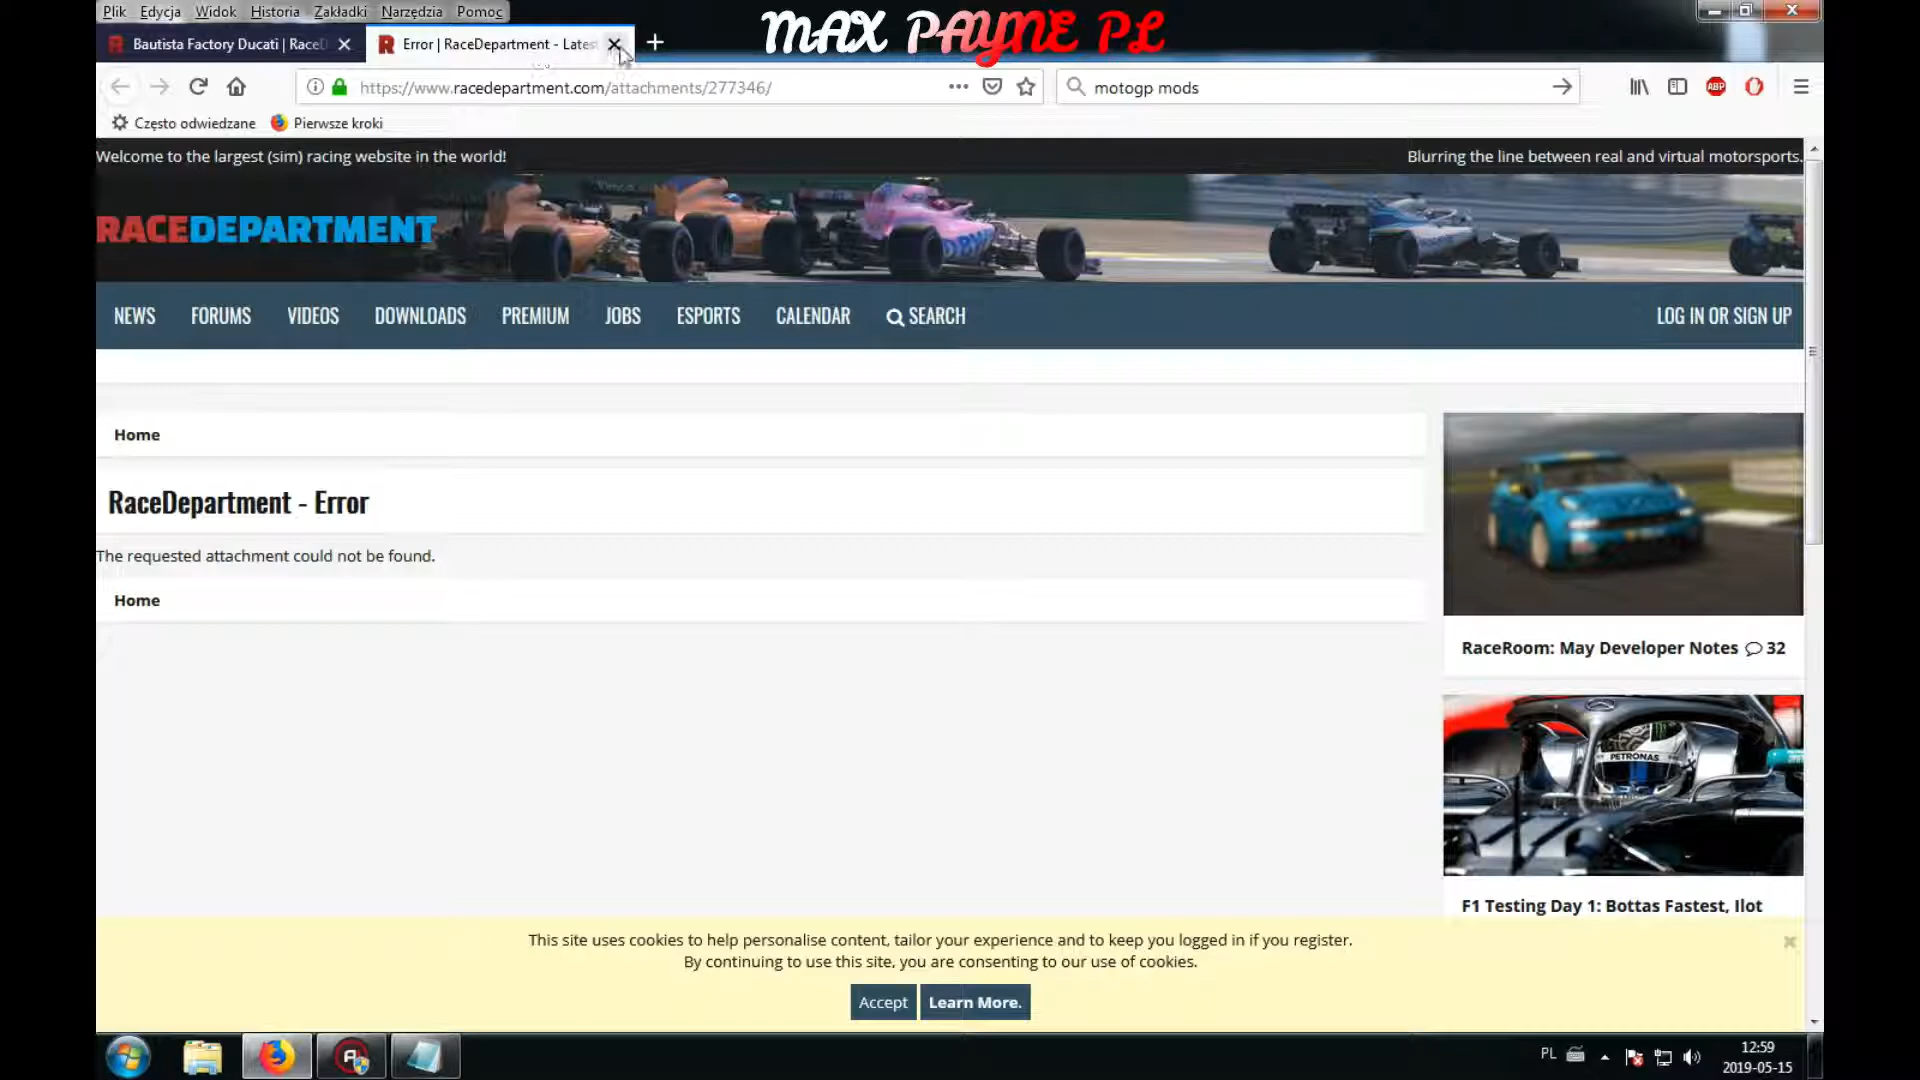 Plik Edycja Widok Historia Zakładki Narzędzia Pomoc
MAX PAYNE PL
Bautista Factory Ducati | RaceD
Error | RaceDepartment - Lates
https://www.racedepartment.com/attachments/277346/
motogp mods
ABP
Często odwiedzane Pierwsze kroki
Welcome to the largest (sim) racing website in the world!
Blurring the line between real and virtual motorsports.
RACEDEPARTMENT
NEWS FORUMS VIDEOS DOWNLOADS PREMIUM JOBS ESPORTS CALENDAR SEARCH
LOG IN OR SIGN UP
Home
RaceDepartment - Error
The requested attachment could not be found.
Home
RaceRoom: May Developer Notes 32
PETRONAS
F1 Testing Day 1: Bottas Fastest, Ilot
This site uses cookies to help personalise content, tailor your experience and to keep you logged in if you register.
By continuing to use this site, you are consenting to our use of cookies.
Accept Learn More.
PL
12:59
2019-05-15